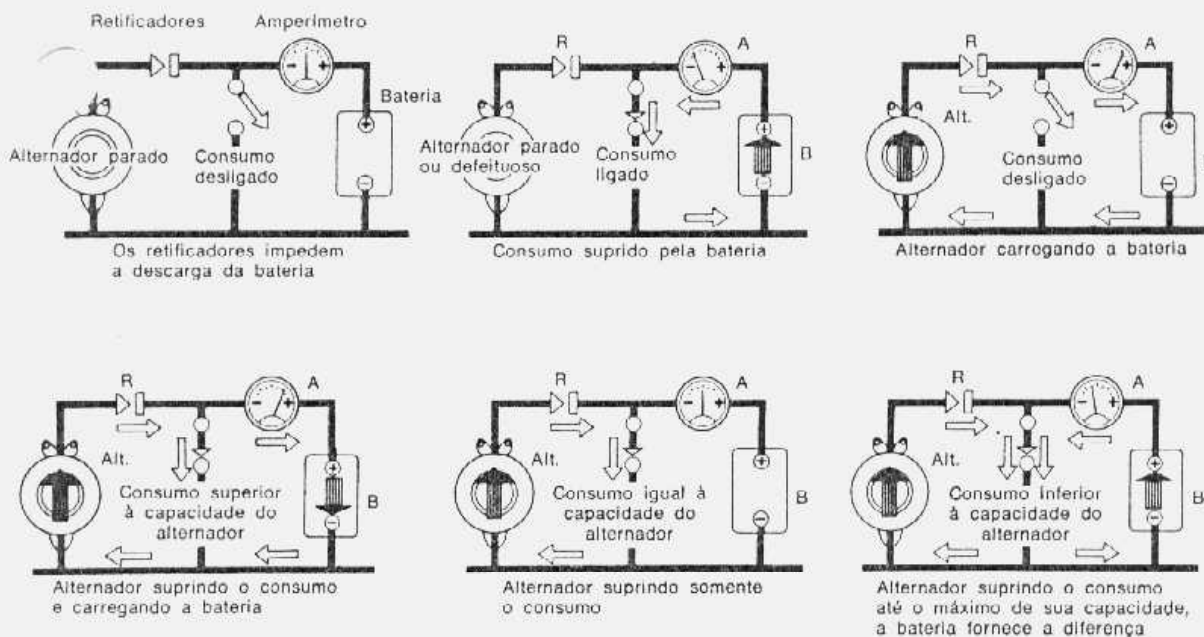 Retificadores
Amperímetro
Bateria
Alternador parado
Consumo
desligado
Os retificadores impedem
a descarga da bateria
R
A
Alternador parado
ou defeituoso
Consumo
ligado
B
Consumo suprido pela bateria
R
A
Alt.
Consumo
desligado
Alternador carregando a bateria
R
A
Alt.
Consumo superior
à capacidade do
alternador
B
Alternador suprindo o consumo
e carregando a bateria
R
A
Alt.
Consumo igual à
capacidade do
alternador
B
Alternador suprindo somente
o consumo
R
A
Alt.
Consumo inferior
à capacidade do
alternador
B
Alternador suprindo o consumo
até o máximo de sua capacidade,
a bateria fornece a diferença